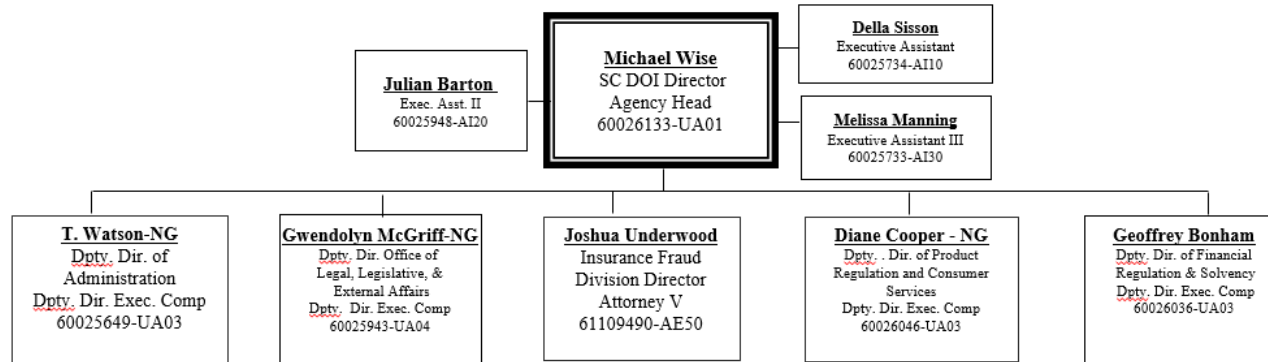 Della Sisson
Executive Assistant
60025734-AI10
Michael Wise
SC DOI Director
Agency Head
60026133-UA01
Julian Barton
Exec. Asst. II
60025948-AI20
Melissa Manning
Executive Assistant III
60025733-AI30
T. Watson-NG
Dpty. Dir. of
Administration
Dpty. Dir. Exec. Comp
60025649-UA03
Gwendolyn McGriff-NG
Dpty. Dir. Office of
Legal, Legislative, &
External Affairs
Dpty.  Dir. Exec. Comp
60025943-UA04
Joshua Underwood
Insurance Fraud
Division Director
Attorney V
61109490-AE50
Diane Cooper - NG
Dpty. . Dir. of Product
Regulation and Consumer
Services
Dpty. Dir. Exec. Comp
60026046-UA03
Geoffrey Bonham
Dpty. Dir. of Financial
Regulation & Solvency
Dpty. Dir. Exec. Comp
60026036-UA03